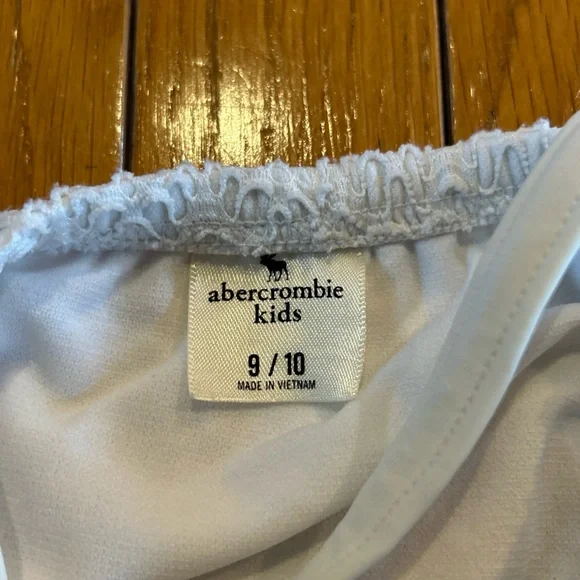 abercrombie
kids
9 / 10
MADE IN VIETNAM